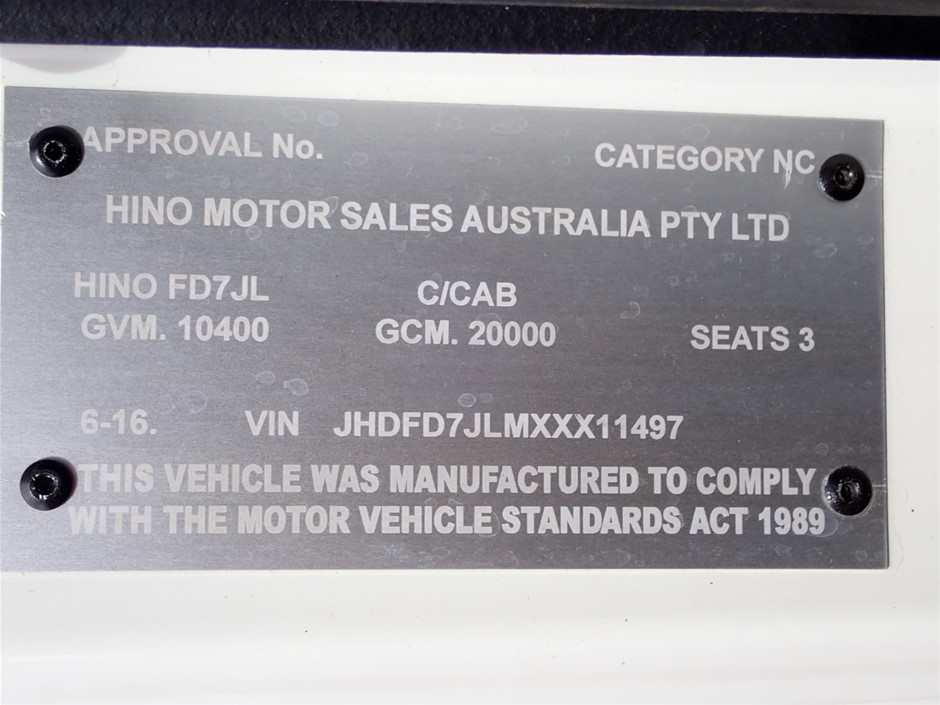 APPROVAL No. CATEGORY NC
HINO MOTOR SALES AUSTRALIA PTY LTD
HINO FD7JL C/CAB
GVM. 10400 GCM. 20000 SEATS 3
6-16. VIN JHDFD7JLMXXX11497
THIS VEHICLE WAS MANUFACTURED TO COMPLY
WITH THE MOTOR VEHICLE STANDARDS ACT 1989